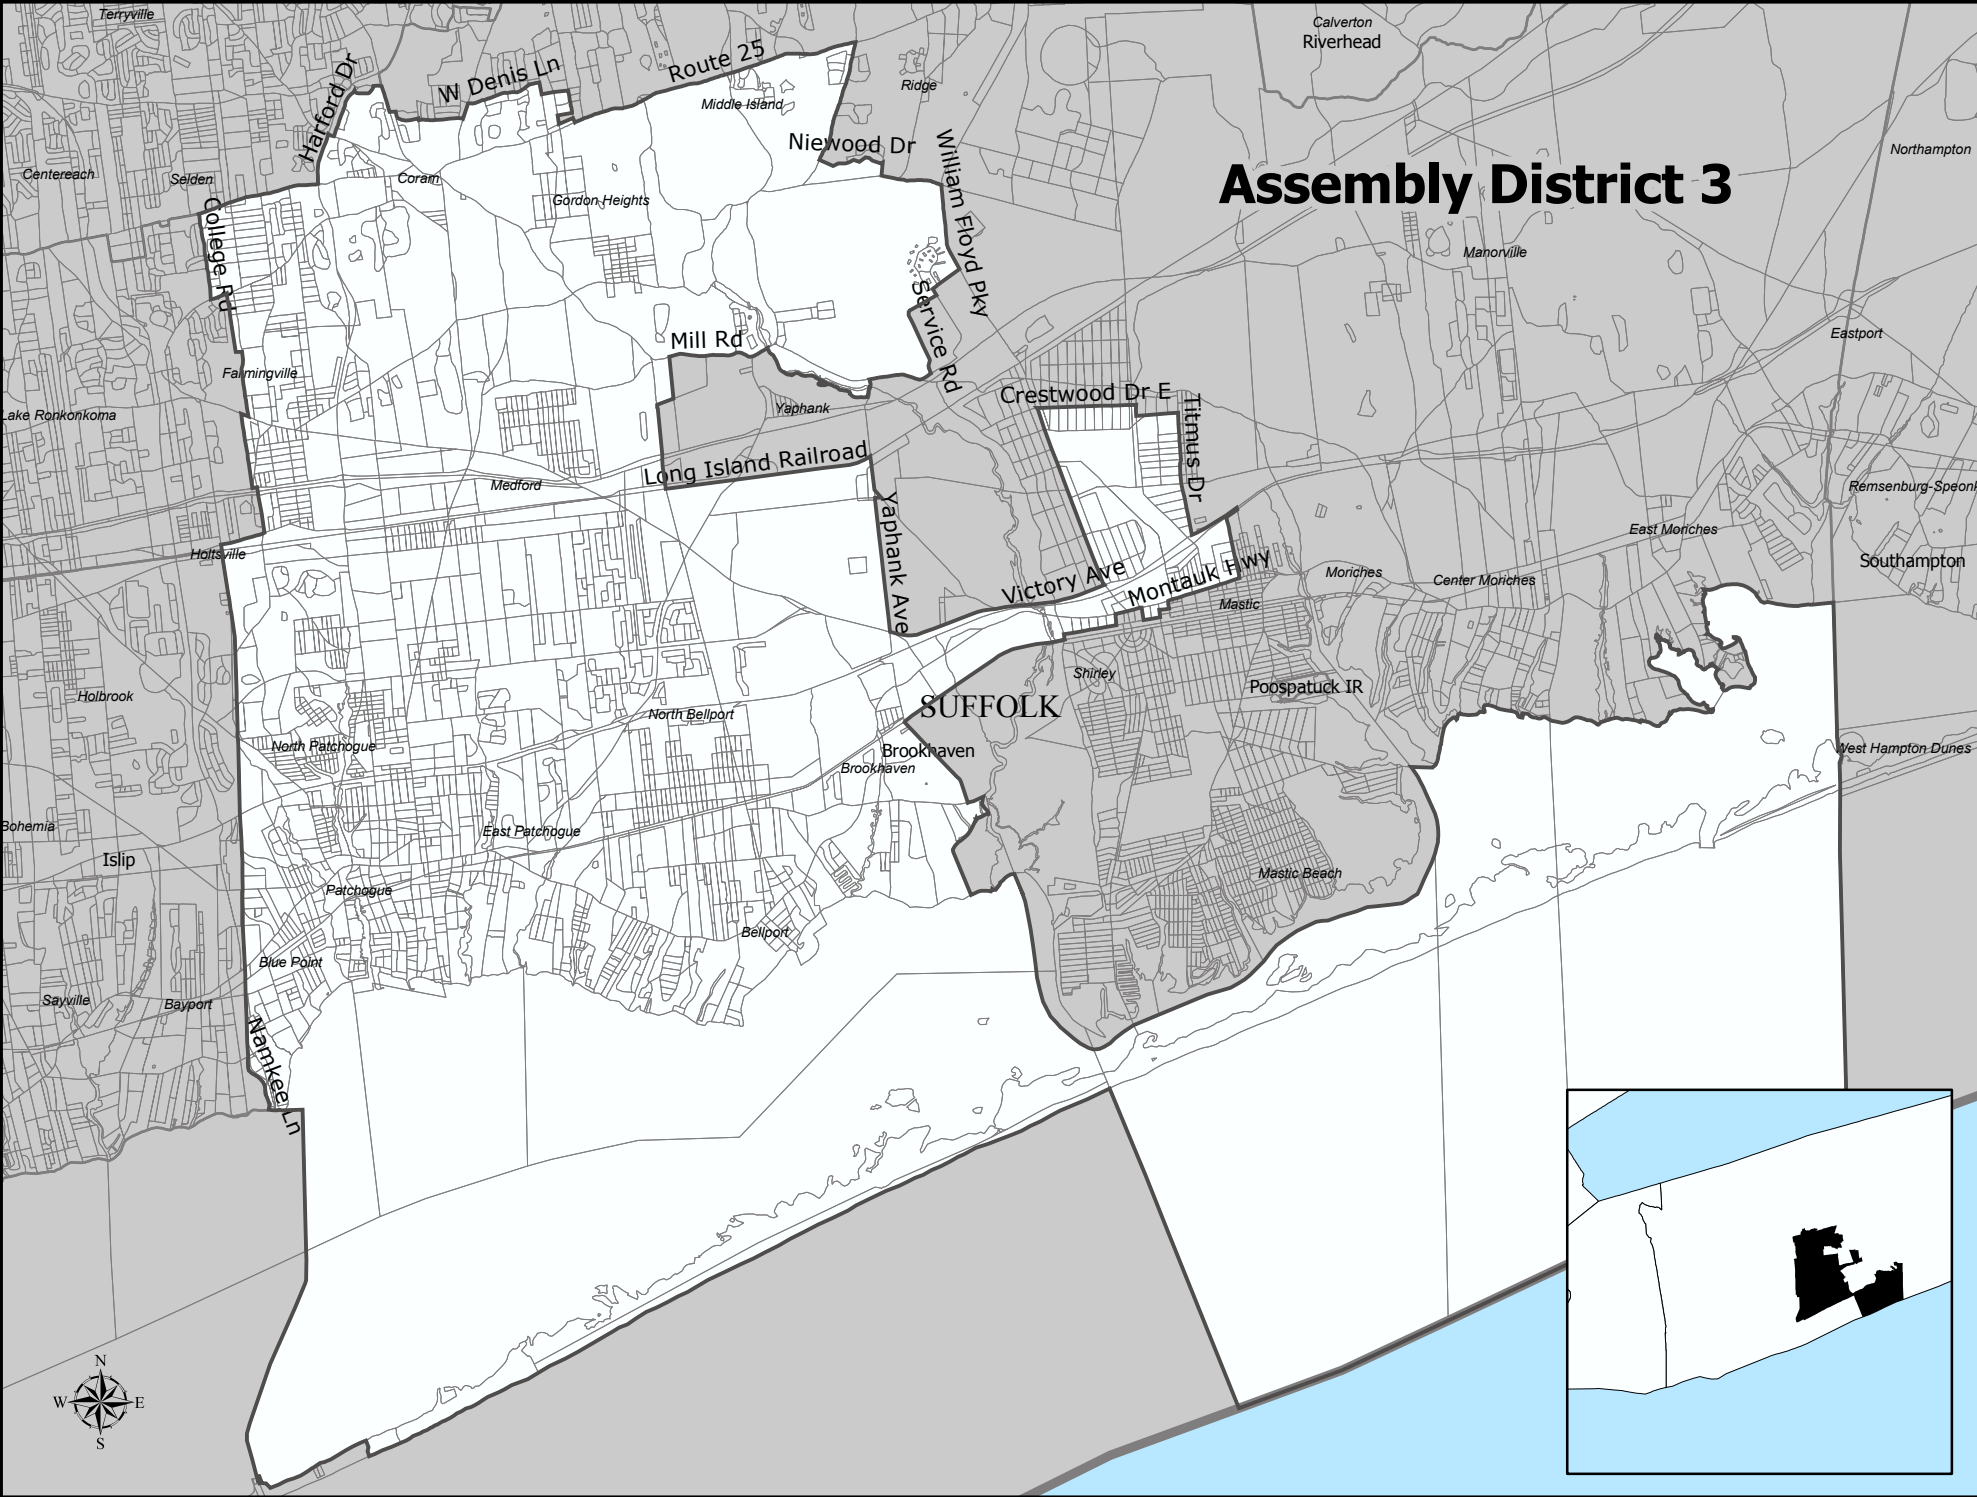 Terryville
Calverton
Riverhead
Harford Dr
W Denis Ln
Route 25
Middle Island
Ridge
Niewood Dr
William Floyd Pky
Northampton
Centereach
Selden
Coram
Gordon Heights
Assembly District 3
College Rd
Manorville
Service Rd
Mill Rd
Eastport
Farmingville
Lake Ronkonkoma
Yaphank
Crestwood Dr E
Titmus Dr
Long Island Railroad
Medford
Remsenburg-Speonk
Yaphank Ave
East Moriches
Holtsville
Southampton
Victory Ave
Montauk Hwy
Moriches
Center Moriches
Mastic
Shirley
Poospatuck IR
Holbrook
SUFFOLK
North Bellport
North Patchogue
Brookhaven
Brookhaven
West Hampton Dunes
Bohemia
East Patchogue
Islip
Patchogue
Mastic Beach
Bellport
Blue Point
Sayville
Bayport
Namkee Ln
N
W E
S